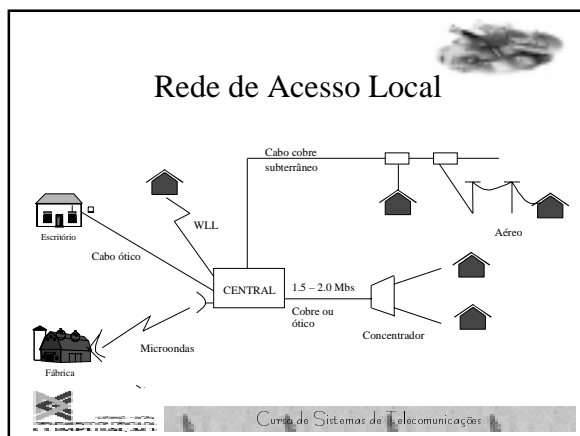 Rede de Acesso Local
Cabo cobre
subterrâneo
WLL
Escritório
Aéreo
Cabo ótico
CENTRAL
1.5 – 2.0 Mbs
Cobre ou
ótico
Concentrador
Microondas
Fábrica
Curso de Sistemas de Telecomunicações